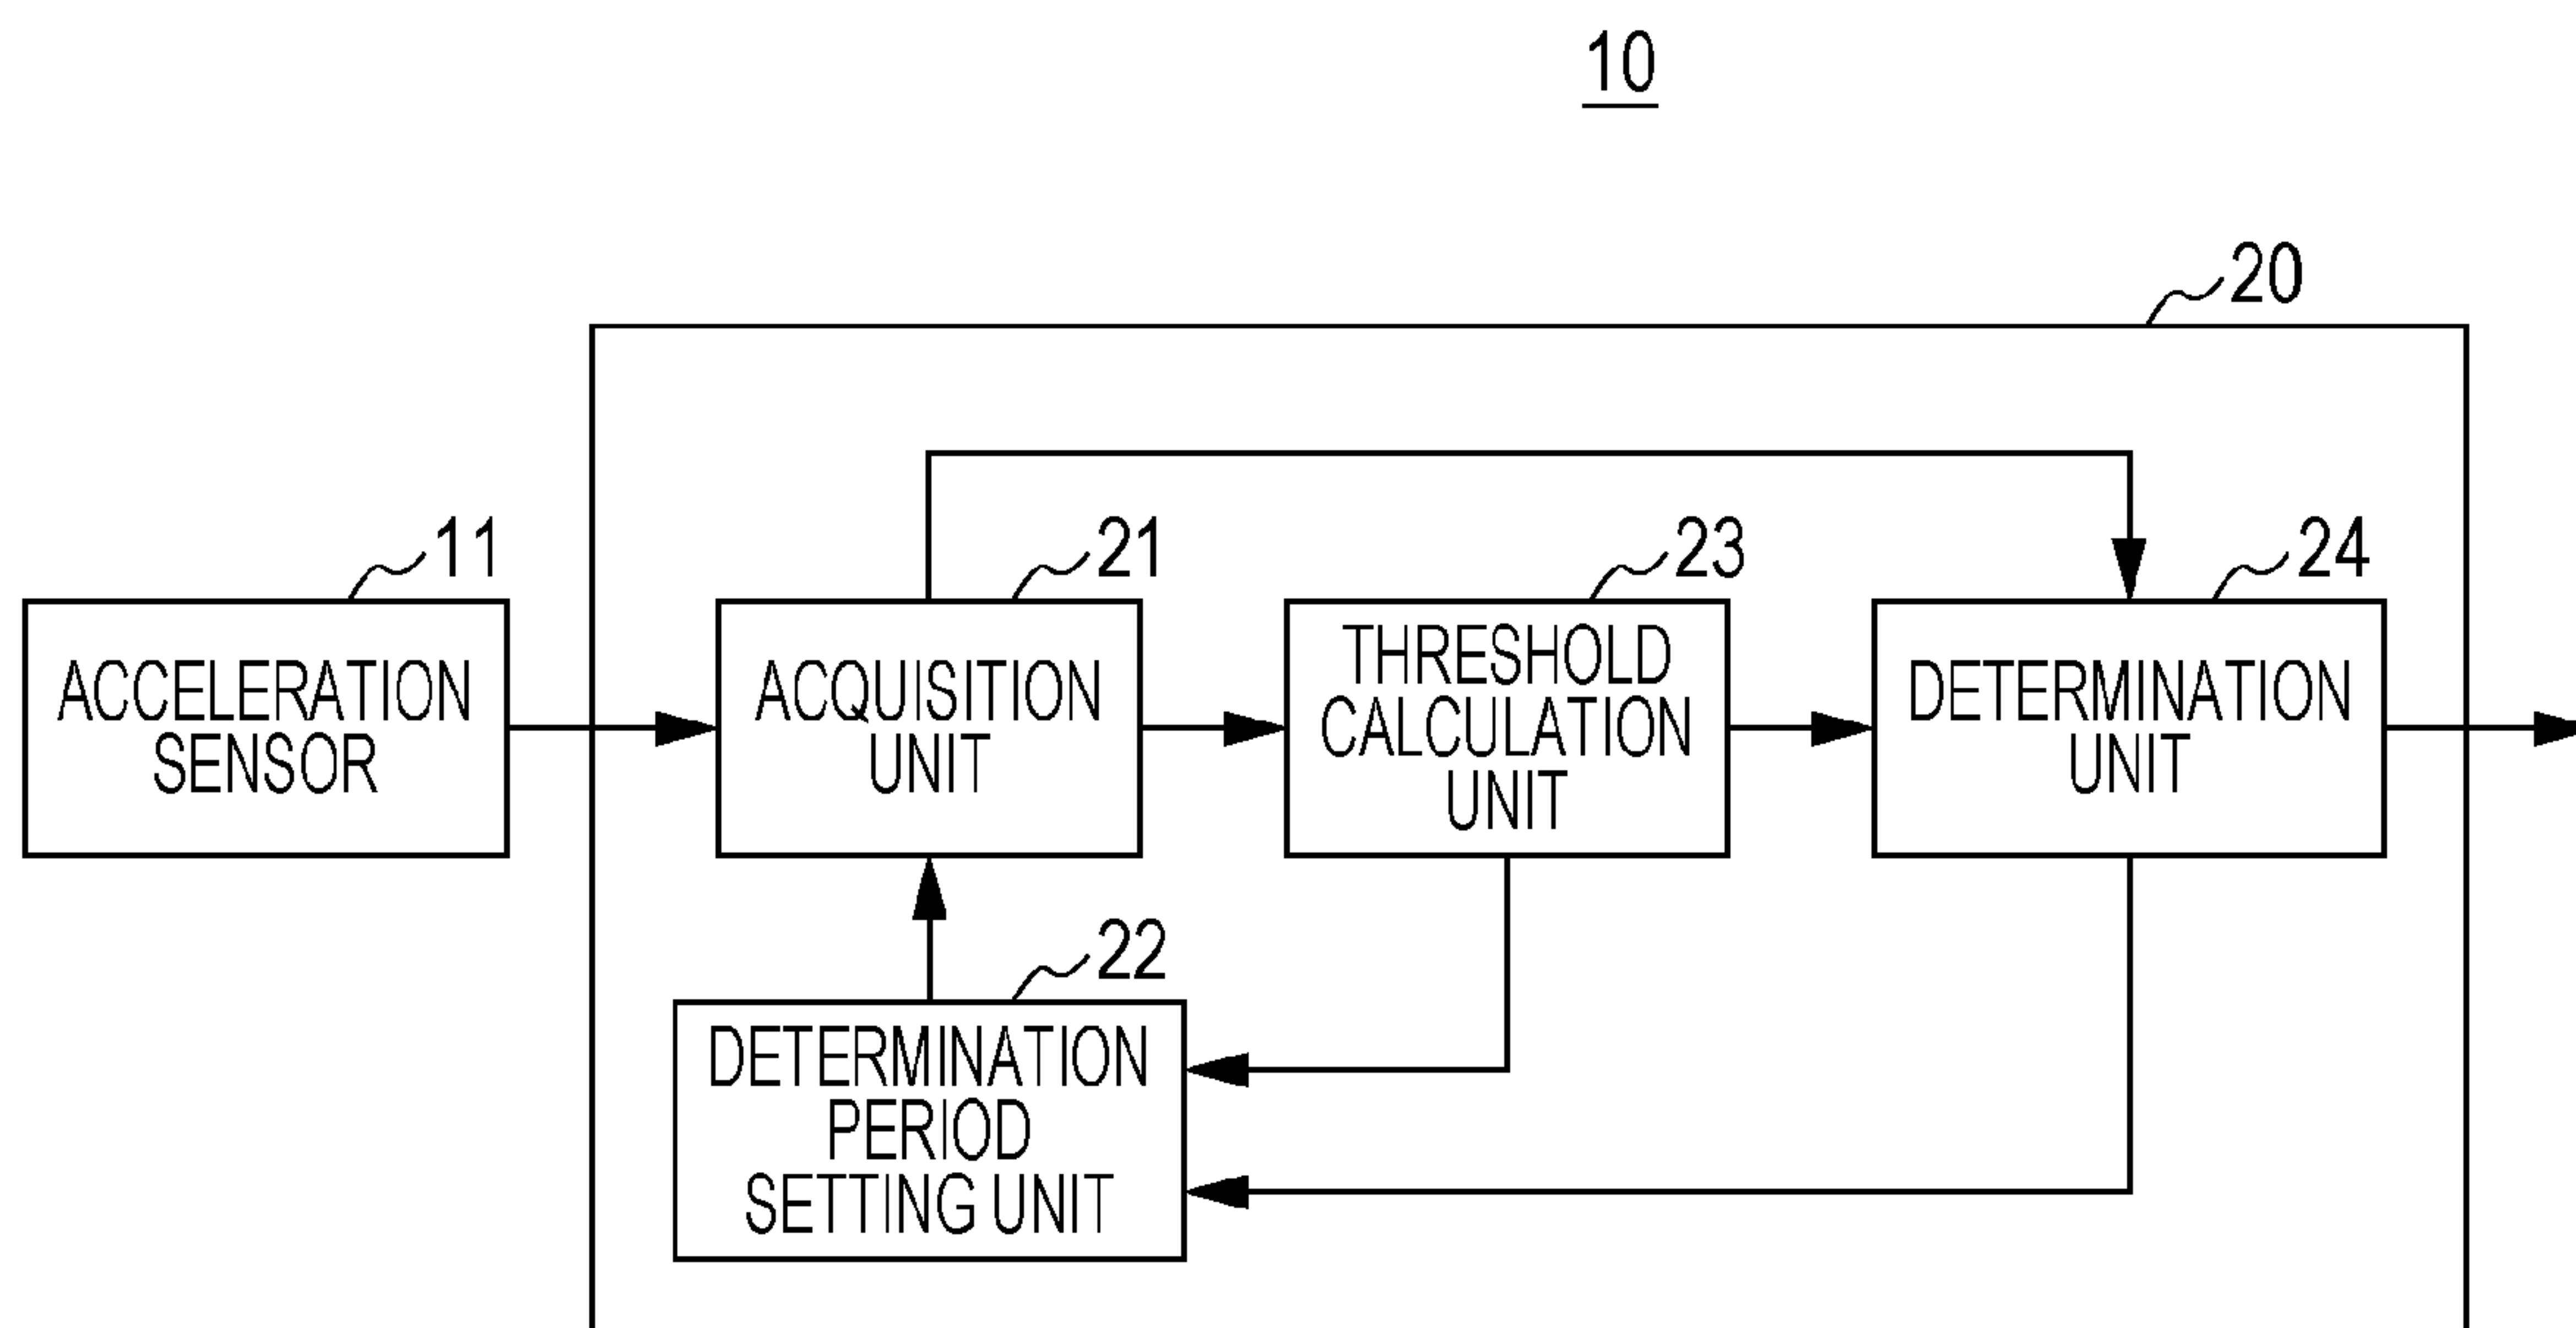 10
20
11
21
23
24
ACCELERATION
SENSOR
ACQUISITION
UNIT
THRESHOLD
CALCULATION
UNIT
DETERMINATION
UNIT
22
DETERMINATION
PERIOD
SETTING UNIT